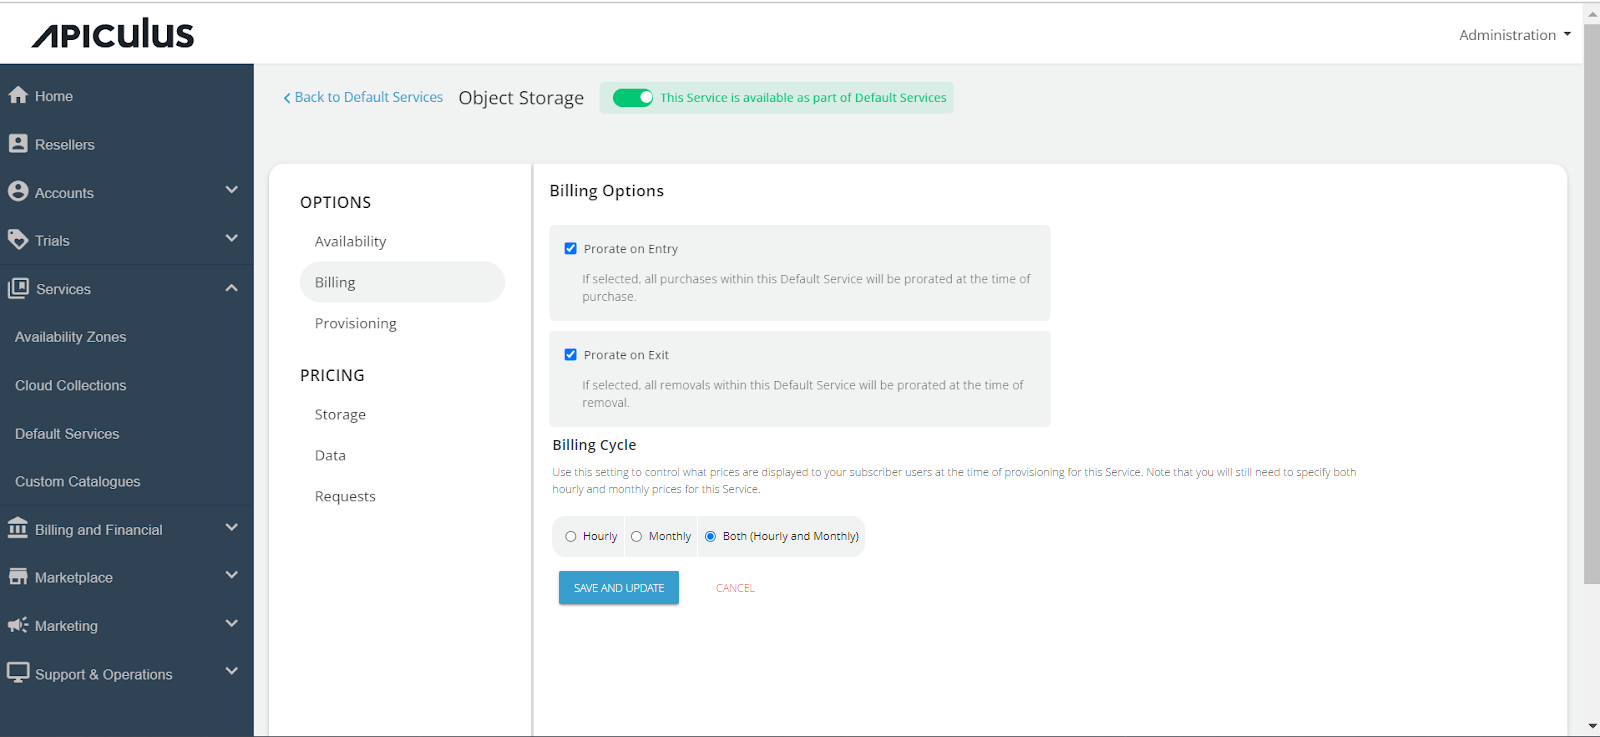 APICULUS
Administration
Home
Resellers
Accounts
Trials
Services
Availability Zones
Cloud Collections
Default Services
Custom Catalogues
Billing and Financial
Marketplace
Marketing
Support & Operations
Back to Default Services
Object Storage
This Service is available as part of Default Services
OPTIONS
Availability
Billing
Provisioning
PRICING
Storage
Data
Requests
Billing Options
Prorate on Entry
If selected, all purchases within this Default Service will be prorated at the time of
purchase.
Prorate on Exit
If selected, all removals within this Default Service will be prorated at the time of
removal.
Billing Cycle
Use this setting to control what prices are displayed to your subscriber users at the time of provisioning for this Service. Note that you will still need to specify both
hourly and monthly prices for this Service.
Hourly
Monthly
Both (Hourly and Monthly)
SAVE AND UPDATE
CANCEL